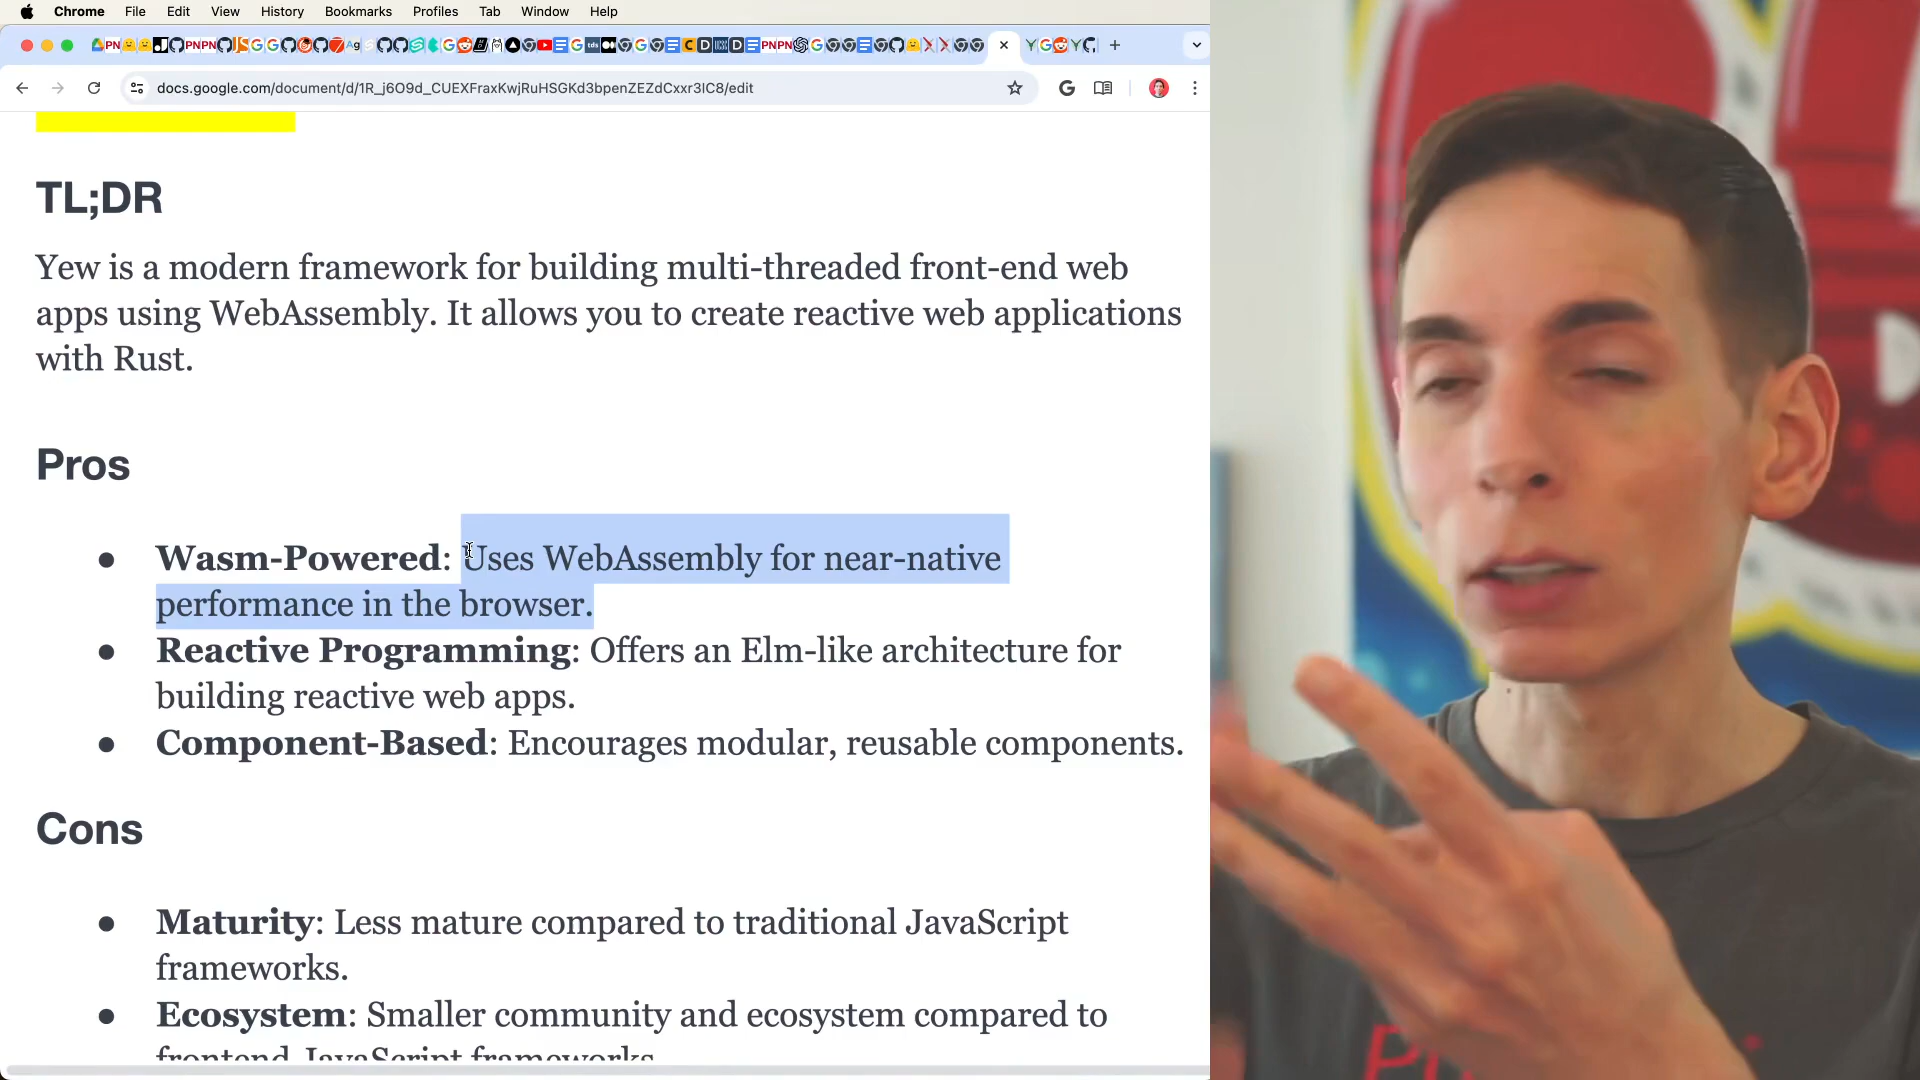 Chrome File Edit View History Bookmarks Profiles Tab Window Help
docs.google.com/document/d/1R_j6O9d_CUEXFraxKwjRuHSGKd3bpenZEZdCxxr3lC8/edit
TL;DR
Yew is a modern framework for building multi-threaded front-end web
apps using WebAssembly. It allows you to create reactive web applications
with Rust.
Pros
● Wasm-Powered: Uses WebAssembly for near-native
performance in the browser.
● Reactive Programming: Offers an Elm-like architecture for
building reactive web apps.
● Component-Based: Encourages modular, reusable components.
Cons
● Maturity: Less mature compared to traditional JavaScript
frameworks.
● Ecosystem: Smaller community and ecosystem compared to
frontend JavaScript frameworks.